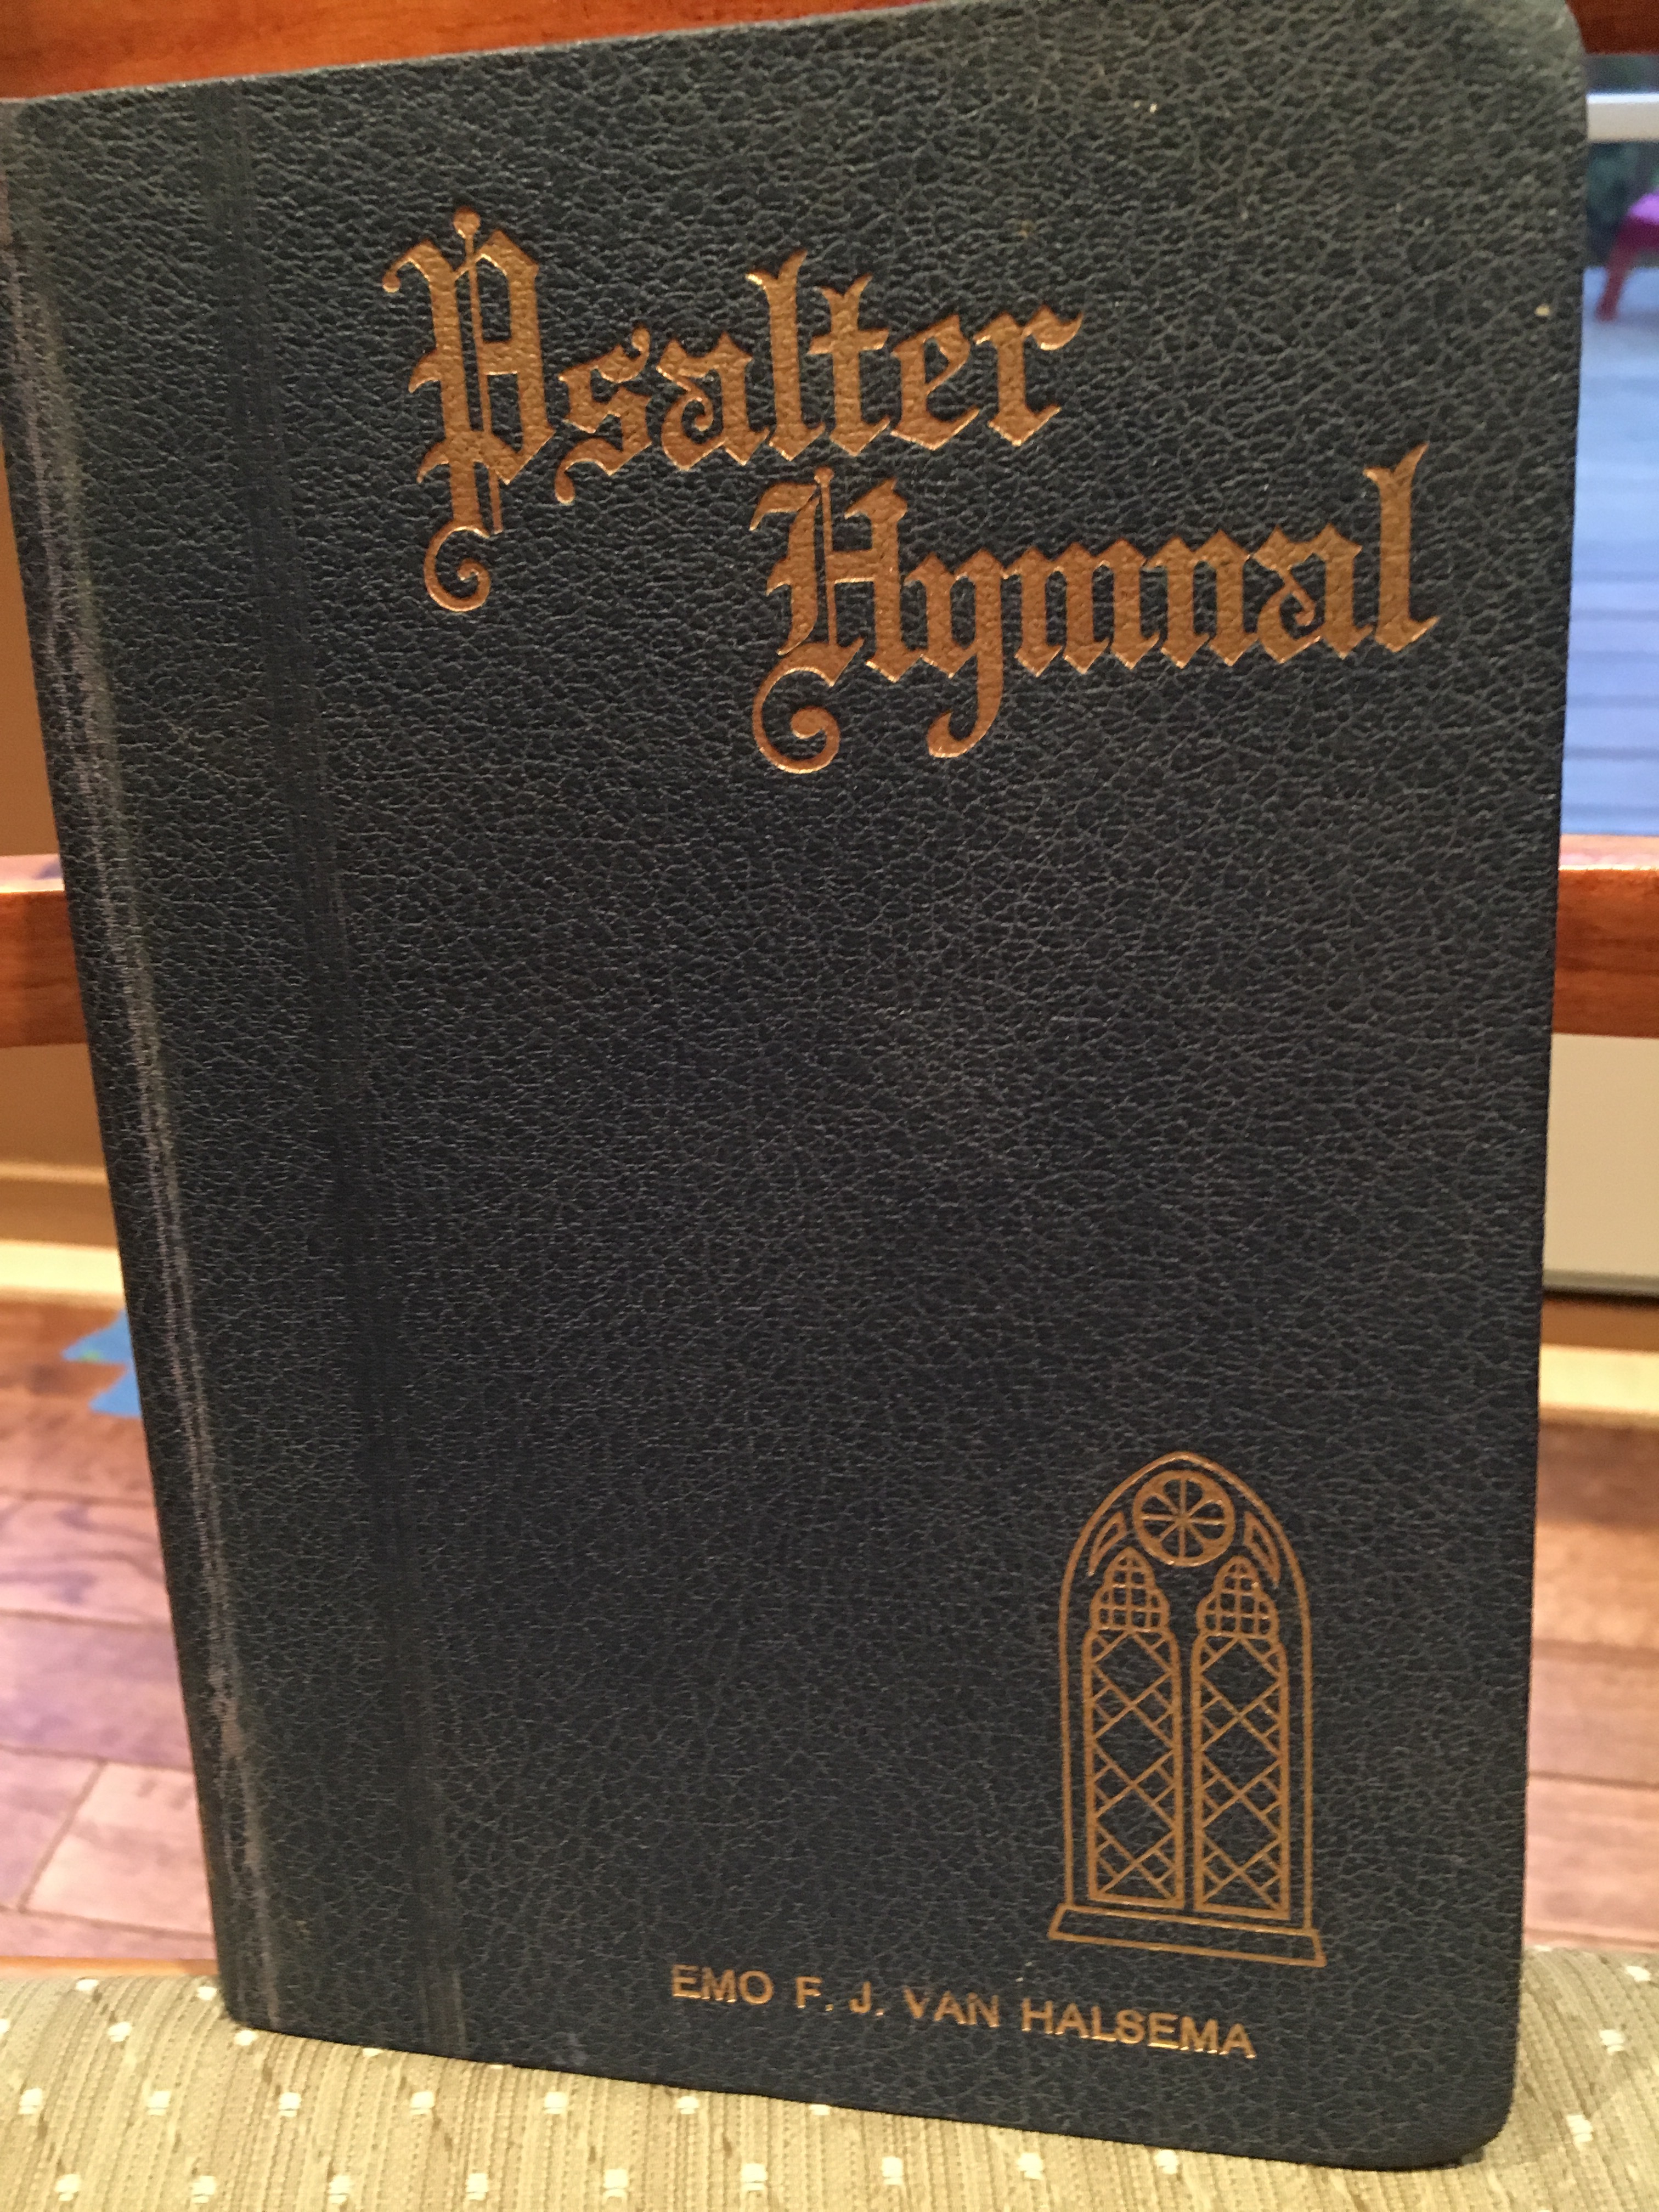 Psalter
Hymnal
EMO F. J. VAN HALSEMA